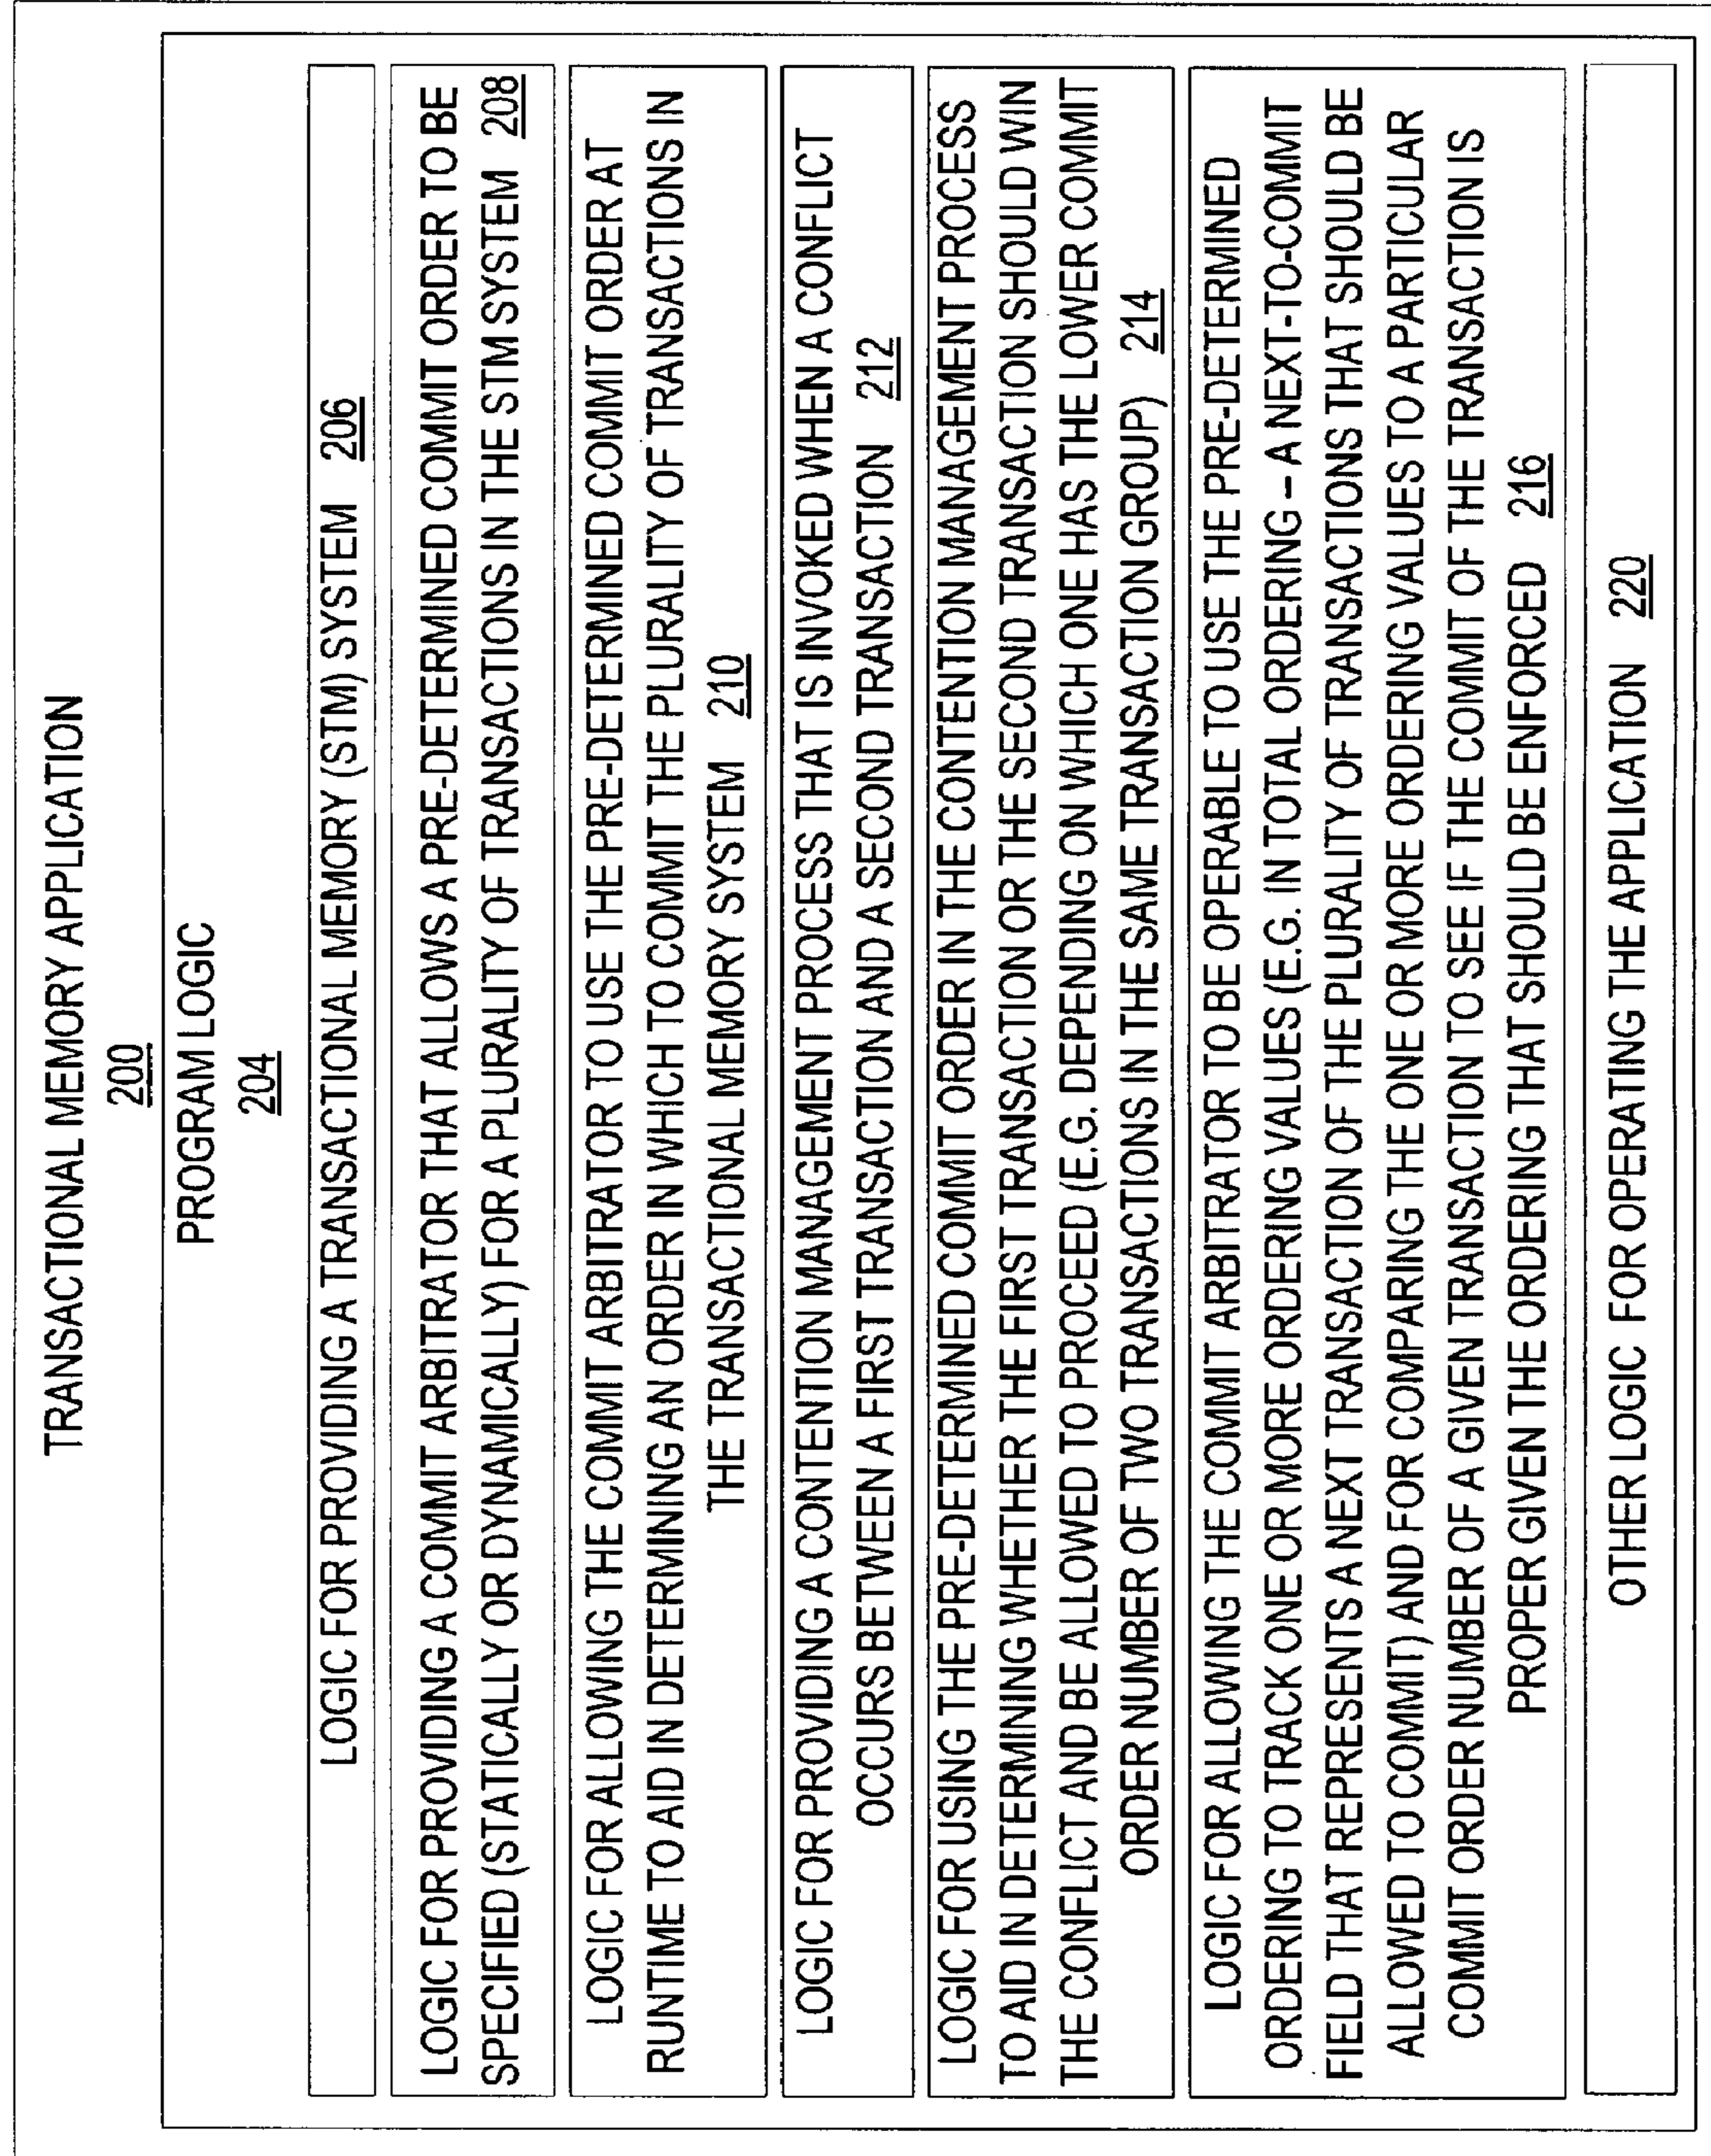 TRANSACTIONAL MEMORY APPLICATION
200
PROGRAM LOGIC
204
LOGIC FOR PROVIDING A TRANSACTIONAL MEMORY (STM) SYSTEM 206
LOGIC FOR PROVIDING A COMMIT ARBITRATOR THAT ALLOWS A PRE-DETERMINED COMMIT ORDER TO BE
SPECIFIED (STATICALLY OR DYNAMICALLY) FOR A PLURALITY OF TRANSACTIONS IN THE STM SYSTEM 208
LOGIC FOR ALLOWING THE COMMIT ARBITRATOR TO USE THE PRE-DETERMINED COMMIT ORDER AT
RUNTIME TO AID IN DETERMINING AN ORDER IN WHICH TO COMMIT THE PLURALITY OF TRANSACTIONS IN
THE TRANSACTIONAL MEMORY SYSTEM 210
LOGIC FOR PROVIDING A CONTENTION MANAGEMENT PROCESS THAT IS INVOKED WHEN A CONFLICT
OCCURS BETWEEN A FIRST TRANSACTION AND A SECOND TRANSACTION 212
LOGIC FOR USING THE PRE-DETERMINED COMMIT ORDER IN THE CONTENTION MANAGEMENT PROCESS
TO AID IN DETERMINING WHETHER THE FIRST TRANSACTION OR THE SECOND TRANSACTION SHOULD WIN
THE CONFLICT AND BE ALLOWED TO PROCEED (E.G. DEPENDING ON WHICH ONE HAS THE LOWER COMMIT
ORDER NUMBER OF TWO TRANSACTIONS IN THE SAME TRANSACTION GROUP) 214
LOGIC FOR ALLOWING THE COMMIT ARBITRATOR TO BE OPERABLE TO USE THE PRE-DETERMINED
ORDERING TO TRACK ONE OR MORE ORDERING VALUES (E.G. IN TOTAL ORDERING – A NEXT-TO-COMMIT
FIELD THAT REPRESENTS A NEXT TRANSACTION OF THE PLURALITY OF TRANSACTIONS THAT SHOULD BE
ALLOWED TO COMMIT) AND FOR COMPARING THE ONE OR MORE ORDERING VALUES TO A PARTICULAR
COMMIT ORDER NUMBER OF A GIVEN TRANSACTION TO SEE IF THE COMMIT OF THE TRANSACTION IS
PROPER GIVEN THE ORDERING THAT SHOULD BE ENFORCED 216
OTHER LOGIC FOR OPERATING THE APPLICATION 220